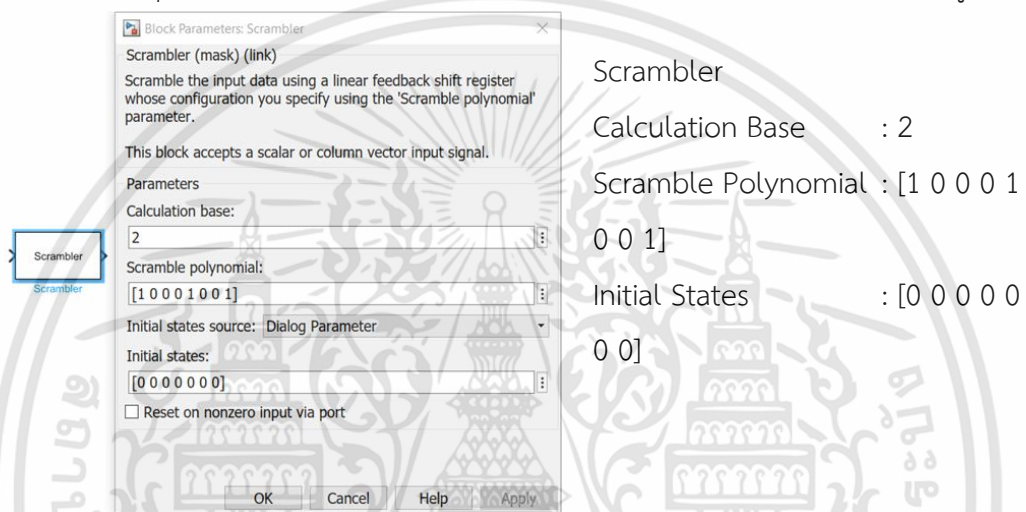 Block Parameters: Scrambler
Scrambler (mask) (link)
Scramble the input data using a linear feedback shift register
whose configuration you specify using the 'Scramble polynomial'
parameter.
This block accepts a scalar or column vector input signal.
Parameters
Calculation base:
2
Scramble polynomial:
[1 0 0 0 1 0 0 1]
Initial states source: Dialog Parameter
Initial states:
[0 0 0 0 0 0 0]
Reset on nonzero input via port
OK Cancel Help Apply
Scrambler
Scrambler
Scrambler
Calculation Base : 2
Scramble Polynomial : [1 0 0 0 1
0 0 1]
Initial States : [0 0 0 0 0
0 0]